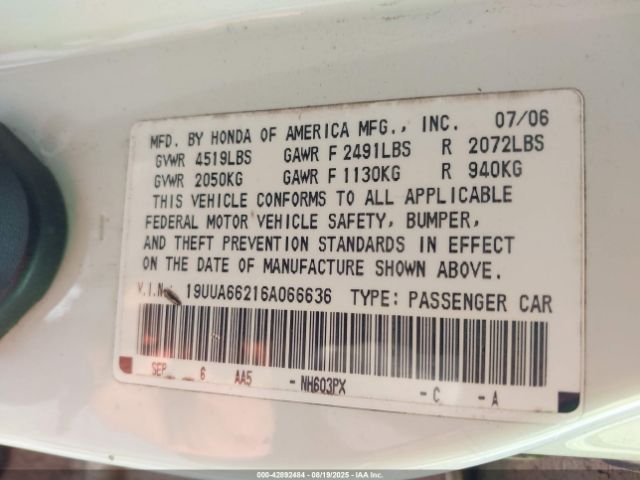 MFD. BY HONDA OF AMERICA MFG., INC. 07/06
GVWR 4519LBS GAWR F 2491LBS R 2072LBS
GVWR 2050KG GAWR F 1130KG R 940KG
THIS VEHICLE CONFORMS TO ALL APPLICABLE
FEDERAL MOTOR VEHICLE SAFETY, BUMPER,
AND THEFT PREVENTION STANDARDS IN EFFECT
ON THE DATE OF MANUFACTURE SHOWN ABOVE.
V.I.N.: 19UUA66216A066636 TYPE: PASSENGER CAR
SEP 6 AA5 -NH603PX -C -A
000-42892484 - 08/19/2025 - IAA Inc.